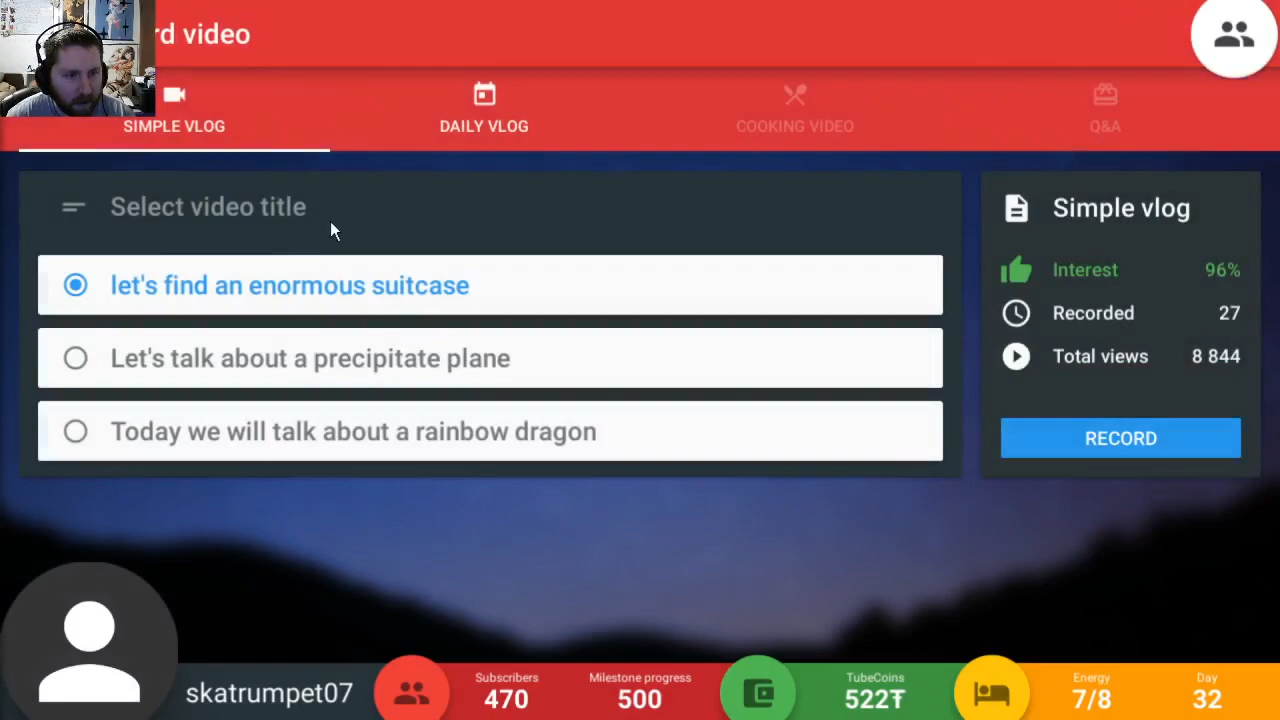 rd video
SIMPLE VLOG
DAILY VLOG
COOKING VIDEO
Q&A
Select video title
let's find an enormous suitcase
Let's talk about a precipitate plane
Today we will talk about a rainbow dragon
Simple vlog
Interest 96%
Recorded 27
Total views 8 844
RECORD
skatrumpet07
Subscribers
470
Milestone progress
500
TubeCoins
522Ŧ
Energy
7/8
Day
32